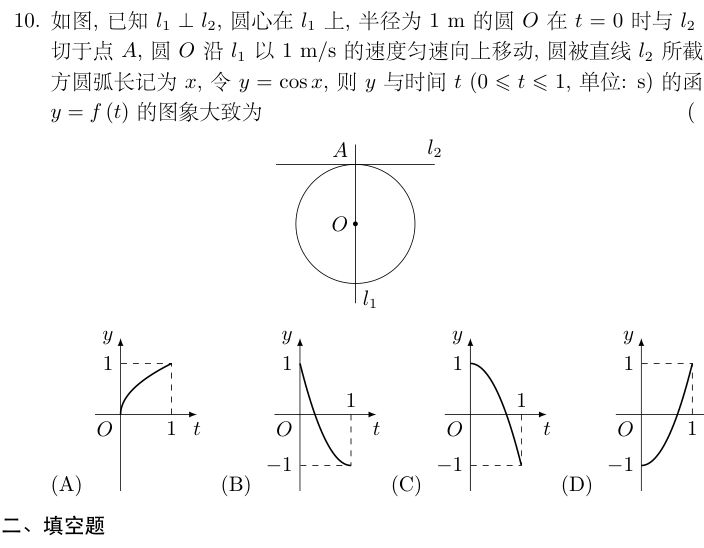 10. 如图, 已知 l₁ ⊥ l₂, 圆心在 l₁ 上, 半径为 1 m 的圆 O 在 t = 0 时与 l₂
切于点 A, 圆 O 沿 l₁ 以 1 m/s 的速度匀速向上移动, 圆被直线 l₂ 所截
方圆弧长记为 x, 令 y = cos x, 则 y 与时间 t (0 ⩽ t ⩽ 1, 单位: s) 的函
y = f (t) 的图象大致为 (
A l₂
O
l₁
y y y y
1 1 1 1
1 1
O 1 t O t O t O 1
−1 −1 −1
(A) (B) (C) (D)
二、填空题